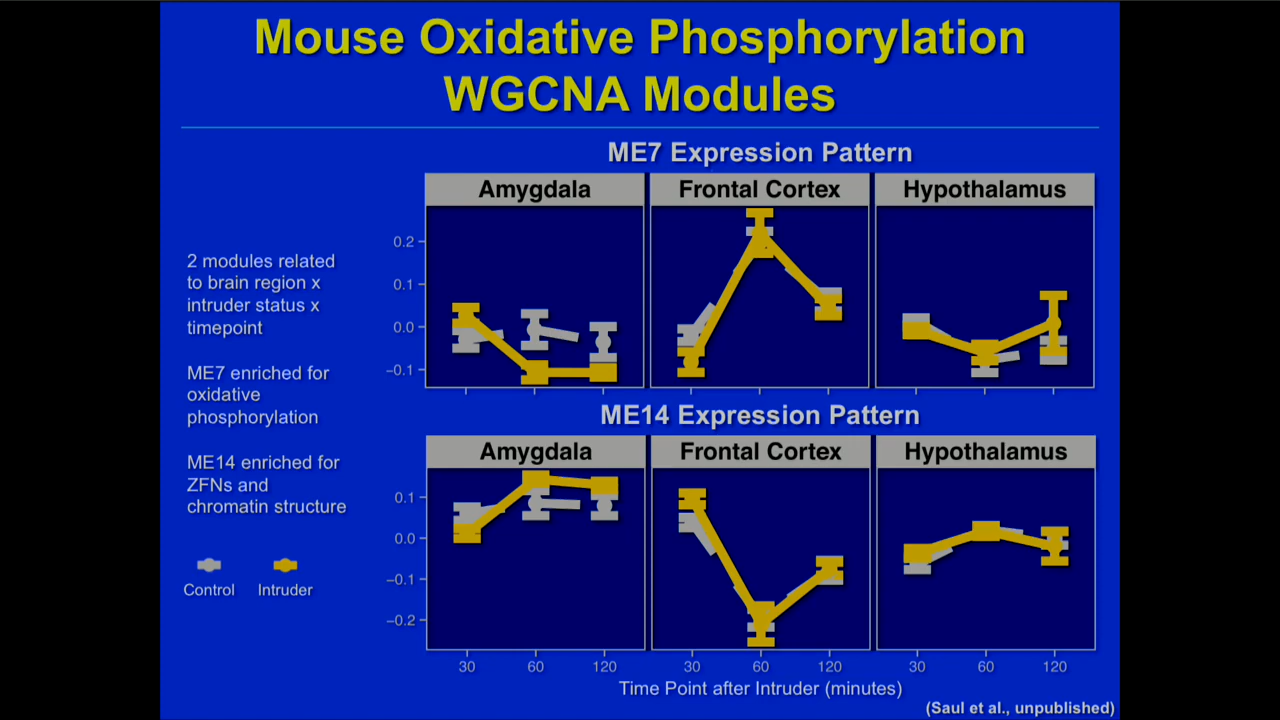 Mouse Oxidative Phosphorylation
WGCNA Modules
ME7 Expression Pattern
Amygdala
Frontal Cortex
Hypothalamus
0.2
0.1
0.0
−0.1
2 modules related
to brain region x
intruder status x
timepoint
ME7 enriched for
oxidative
phosphorylation
ME14 enriched for
ZFNs and
chromatin structure
Control
Intruder
ME14 Expression Pattern
Amygdala
Frontal Cortex
Hypothalamus
0.1
0.0
−0.1
−0.2
30 60 120
30 60 120
30 60 120
Time Point after Intruder (minutes)
(Saul et al., unpublished)